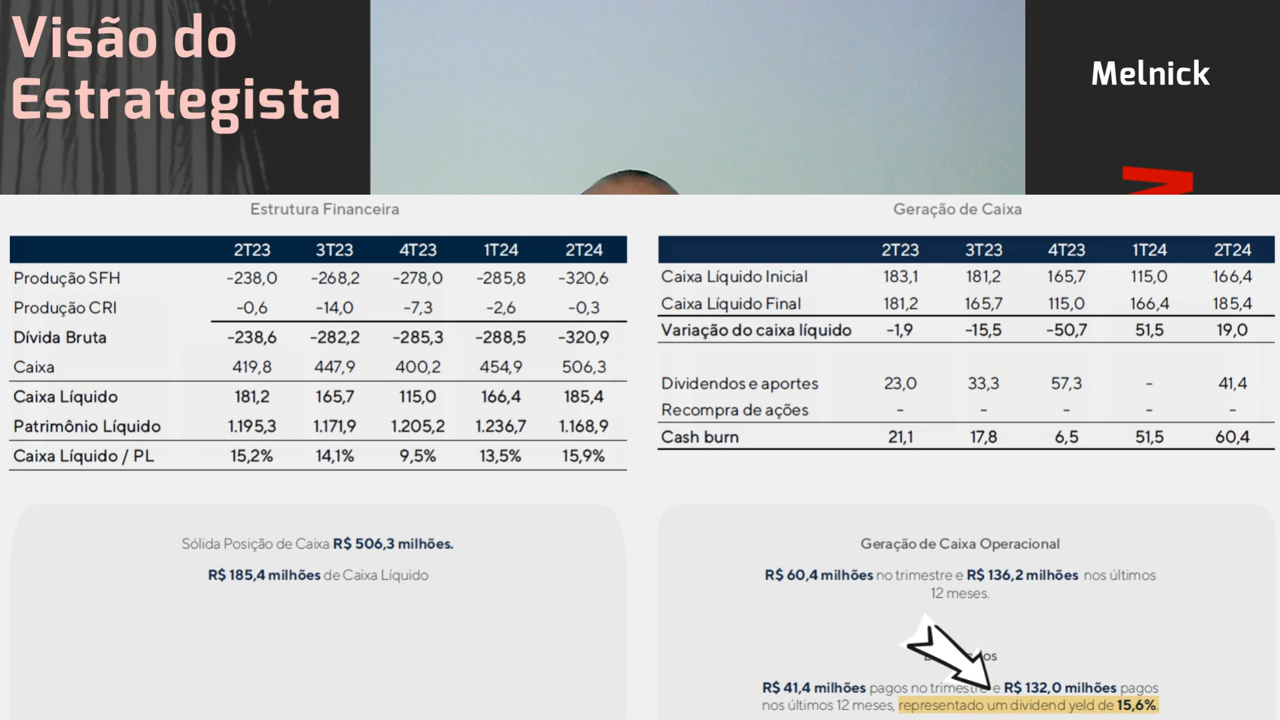 Visão do
Estrategista
Melnick
Estrutura Financeira
2T23 3T23 4T23 1T24 2T24
Produção SFH -238,0 -268,2 -278,0 -285,8 -320,6
Produção CRI -0,6 -14,0 -7,3 -2,6 -0,3
Dívida Bruta -238,6 -282,2 -285,3 -288,5 -320,9
Caixa 419,8 447,9 400,2 454,9 506,3
Caixa Líquido 181,2 165,7 115,0 166,4 185,4
Patrimônio Líquido 1.195,3 1.171,9 1.205,2 1.236,7 1.168,9
Caixa Líquido / PL 15,2% 14,1% 9,5% 13,5% 15,9%
Sólida Posição de Caixa R$ 506,3 milhões.
R$ 185,4 milhões de Caixa Líquido
Geração de Caixa
2T23 3T23 4T23 1T24 2T24
Caixa Líquido Inicial 183,1 181,2 165,7 115,0 166,4
Caixa Líquido Final 181,2 165,7 115,0 166,4 185,4
Variação do caixa líquido -1,9 -15,5 -50,7 51,5 19,0
Dividendos e aportes 23,0 33,3 57,3 - 41,4
Recompra de ações - - - - -
Cash burn 21,1 17,8 6,5 51,5 60,4
Geração de Caixa Operacional
R$ 60,4 milhões no trimestre e R$ 136,2 milhões nos últimos
12 meses.
R$ 41,4 milhões pagos no trimestre e R$ 132,0 milhões pagos
nos últimos 12 meses, representado um dividend yeld de 15,6%.